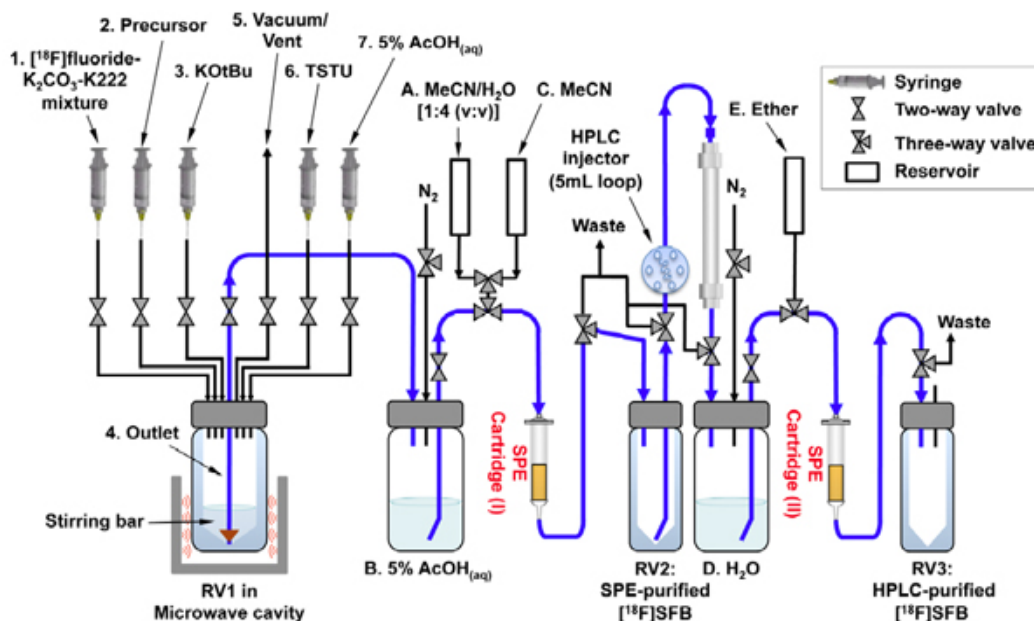 1. [¹⁸F]fluoride-
K₂CO₃-K222
mixture
2. Precursor
3. KOtBu
5. Vacuum/
Vent
6. TSTU
7. 5% AcOH₍ₐq₎
A. MeCN/H₂O
[1:4 (v:v)]
C. MeCN
N₂
HPLC
injector
(5mL loop)
Waste
E. Ether
N₂
Syringe
Two-way valve
Three-way valve
Reservoir
Waste
4. Outlet
Stirring bar
RV1 in
Microwave cavity
B. 5% AcOH₍ₐq₎
SPE
Cartridge (I)
RV2:
SPE-purified
[¹⁸F]SFB
D. H₂O
SPE
Cartridge (II)
RV3:
HPLC-purified
[¹⁸F]SFB